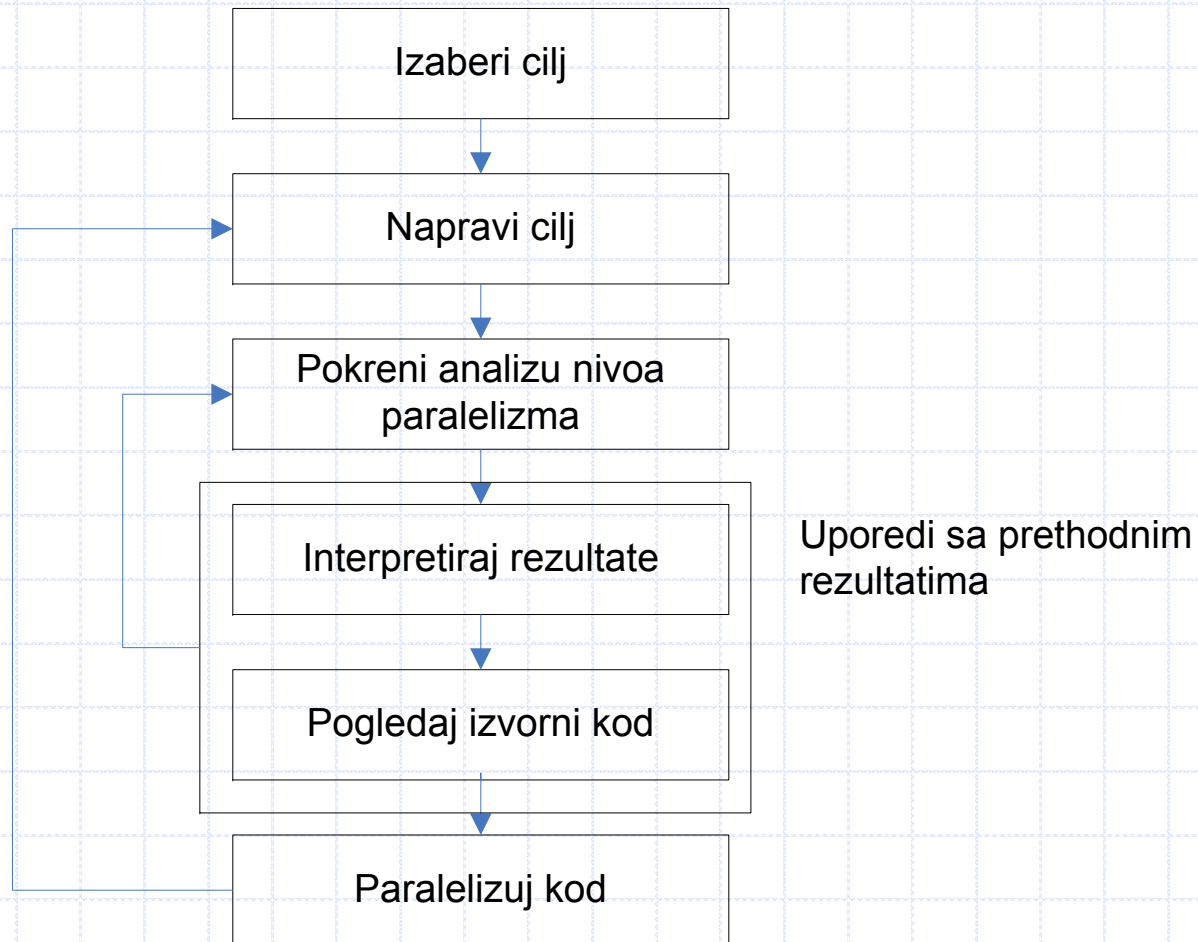 Izaberi cilj
Napravi cilj
Pokreni analizu nivoa
paralelizma
Interpretiraj rezultate
Uporedi sa prethodnim
rezultatima
Pogledaj izvorni kod
Paralelizuj kod